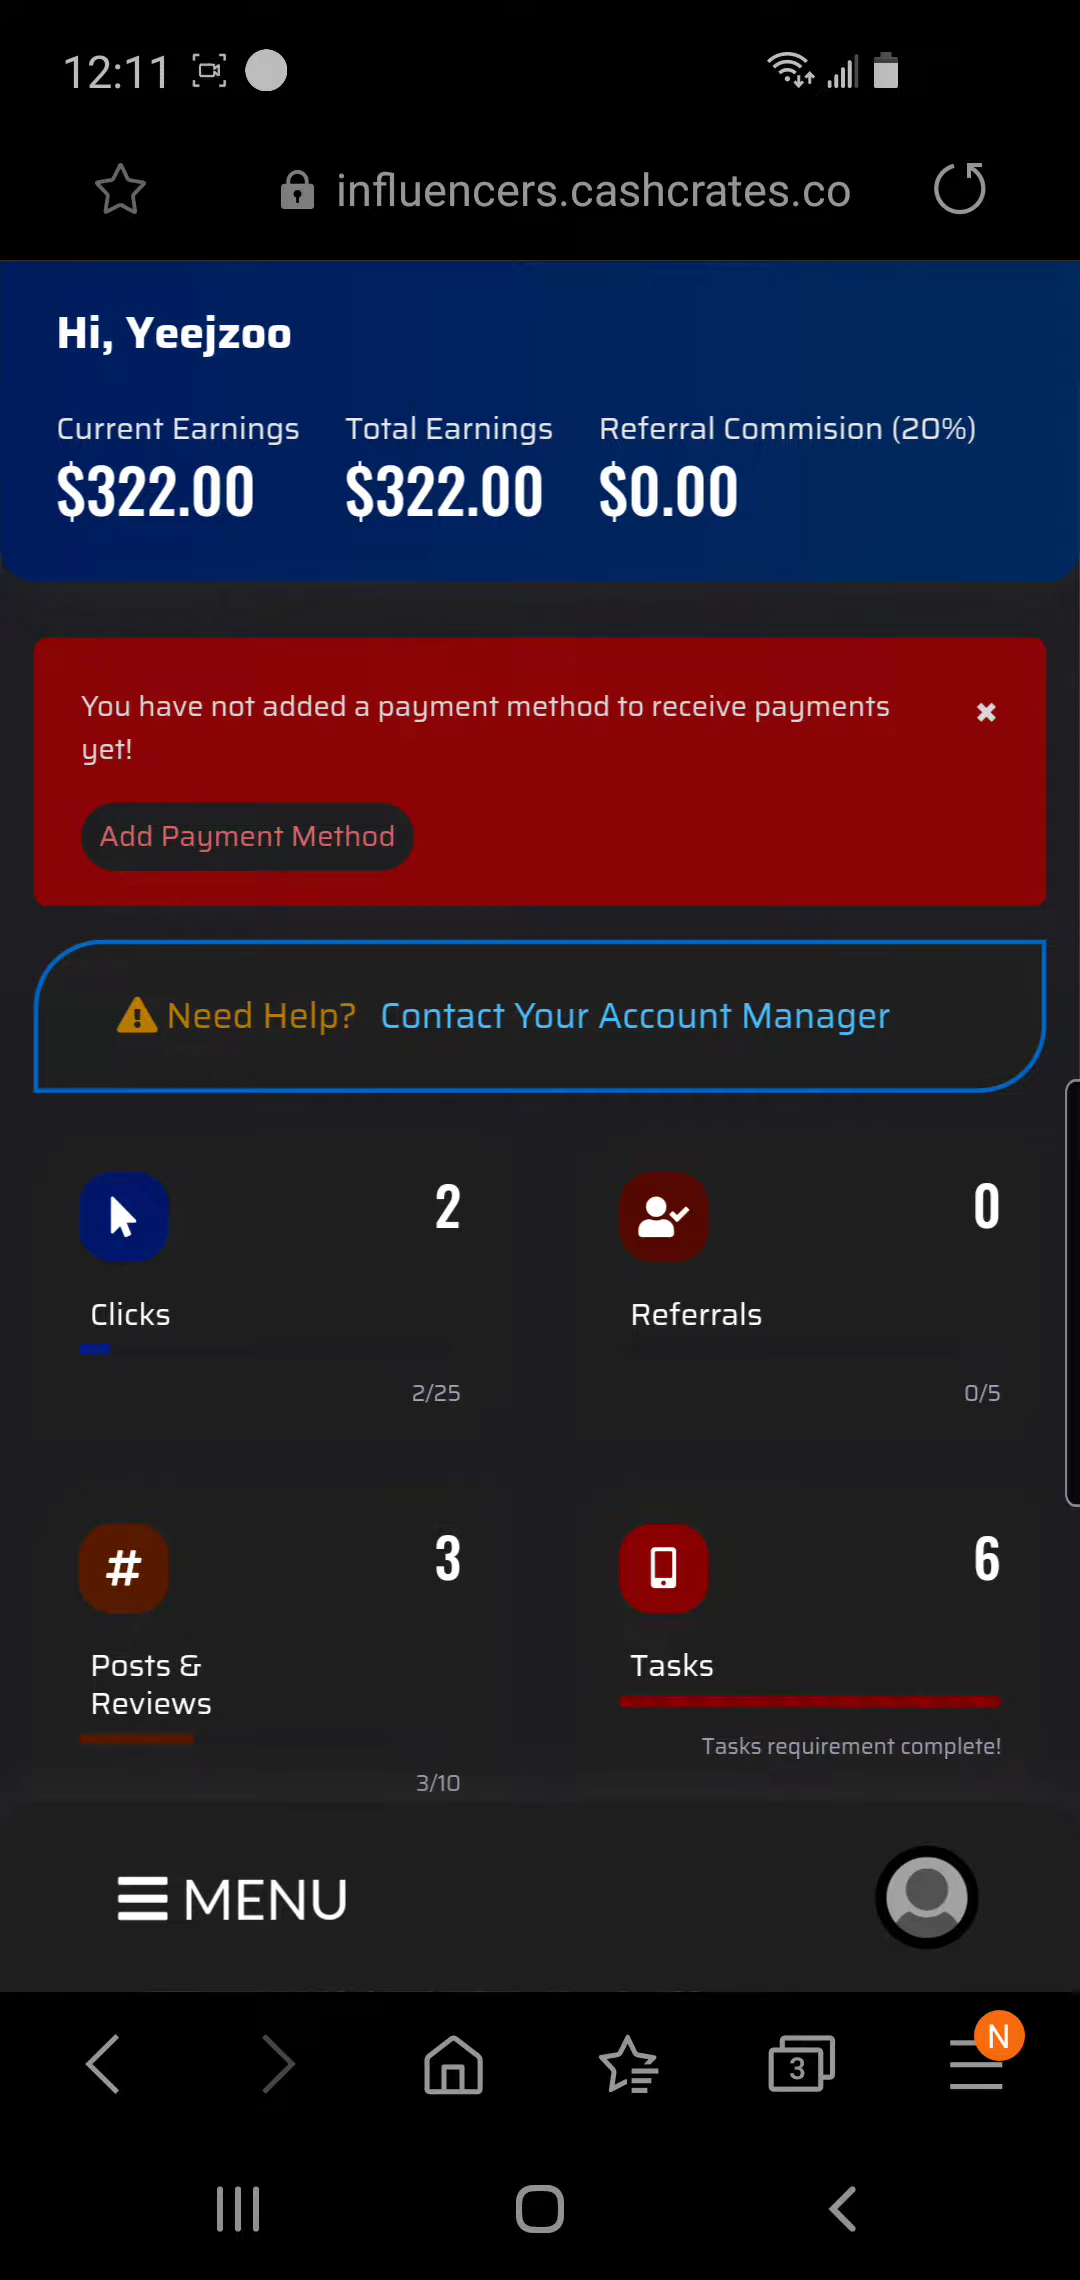 12:11
influencers.cashcrates.co
Hi, Yeejzoo
Current Earnings Total Earnings Referral Commision (20%)
$322.00 $322.00 $0.00
You have not added a payment method to receive payments
yet!
Add Payment Method
Need Help? Contact Your Account Manager
2
Clicks
2/25
0
Referrals
0/5
#
3
Posts &
Reviews
3/10
6
Tasks
Tasks requirement complete!
MENU
3
N